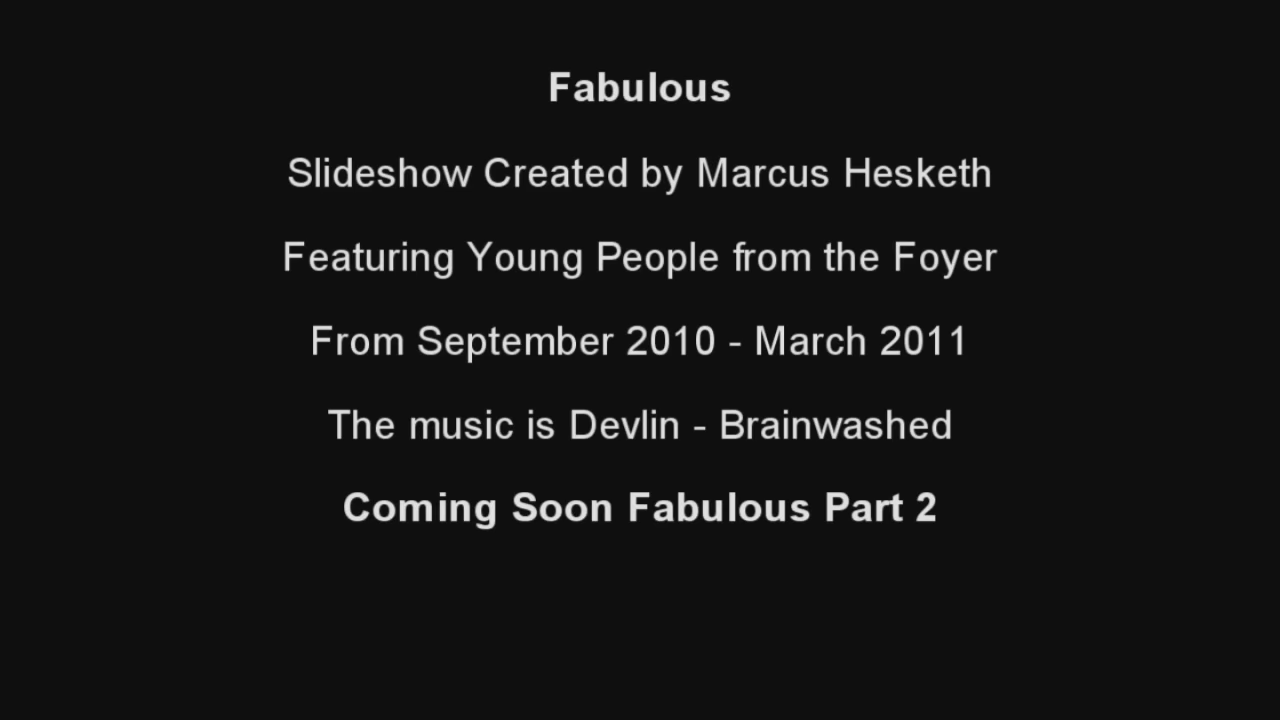 Fabulous
Slideshow Created by Marcus Hesketh
Featuring Young People from the Foyer
From September 2010 - March 2011
The music is Devlin - Brainwashed
Coming Soon Fabulous Part 2